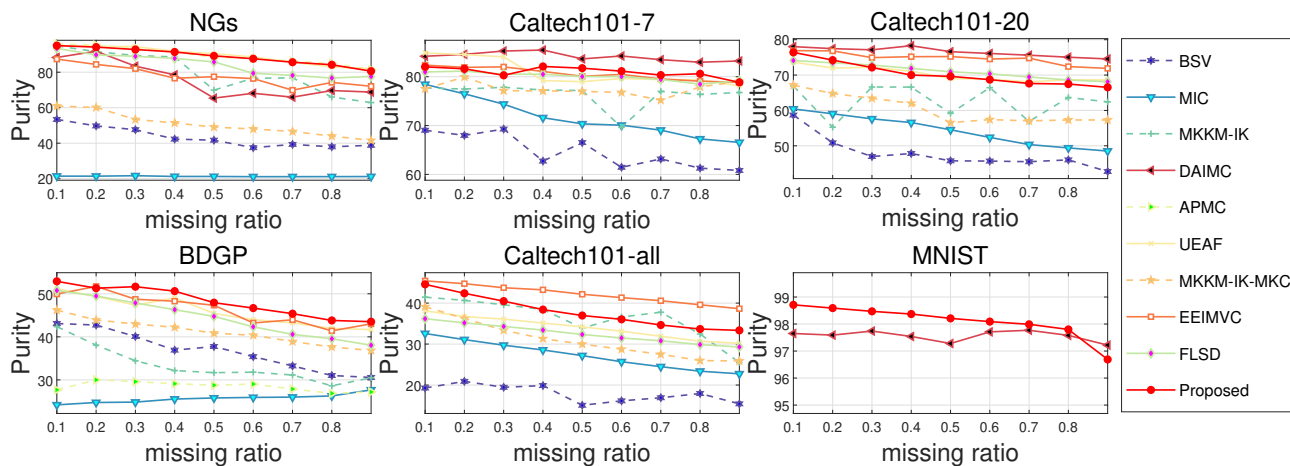 NGs
Caltech101-7
Caltech101-20
Purity
80
60
40
20
0.1 0.2 0.3 0.4 0.5 0.6 0.7 0.8
missing ratio
Purity
80
70
60
0.1 0.2 0.3 0.4 0.5 0.6 0.7 0.8
missing ratio
Purity
80
70
60
50
0.1 0.2 0.3 0.4 0.5 0.6 0.7 0.8
missing ratio
BDGP
Caltech101-all
MNIST
Purity
50
40
30
0.1 0.2 0.3 0.4 0.5 0.6 0.7 0.8
missing ratio
Purity
40
30
20
0.1 0.2 0.3 0.4 0.5 0.6 0.7 0.8
missing ratio
Purity
99
98
97
96
95
0.1 0.2 0.3 0.4 0.5 0.6 0.7 0.8
missing ratio
BSV
MIC
MKKM-IK
DAIMC
APMC
UEAF
MKKM-IK-MKC
EEIMVC
FLSD
Proposed